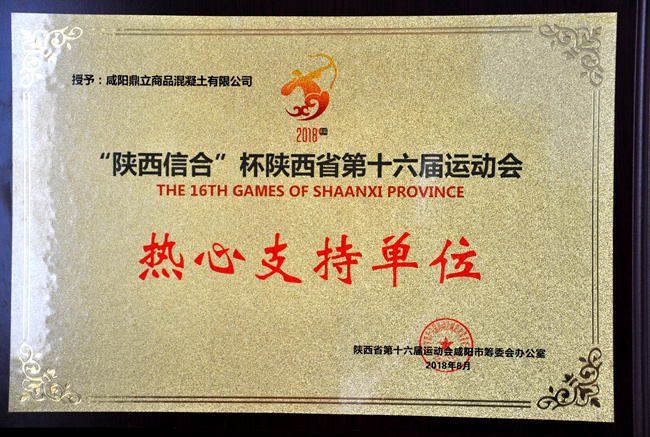 授予：咸阳鼎立商品混凝土有限公司
2018
“陕西信合”杯陕西省第十六届运动会
THE 16TH GAMES OF SHAANXI PROVINCE
热心支持单位
陕西省第十六届运动会咸阳市筹委会办公室
2018年8月